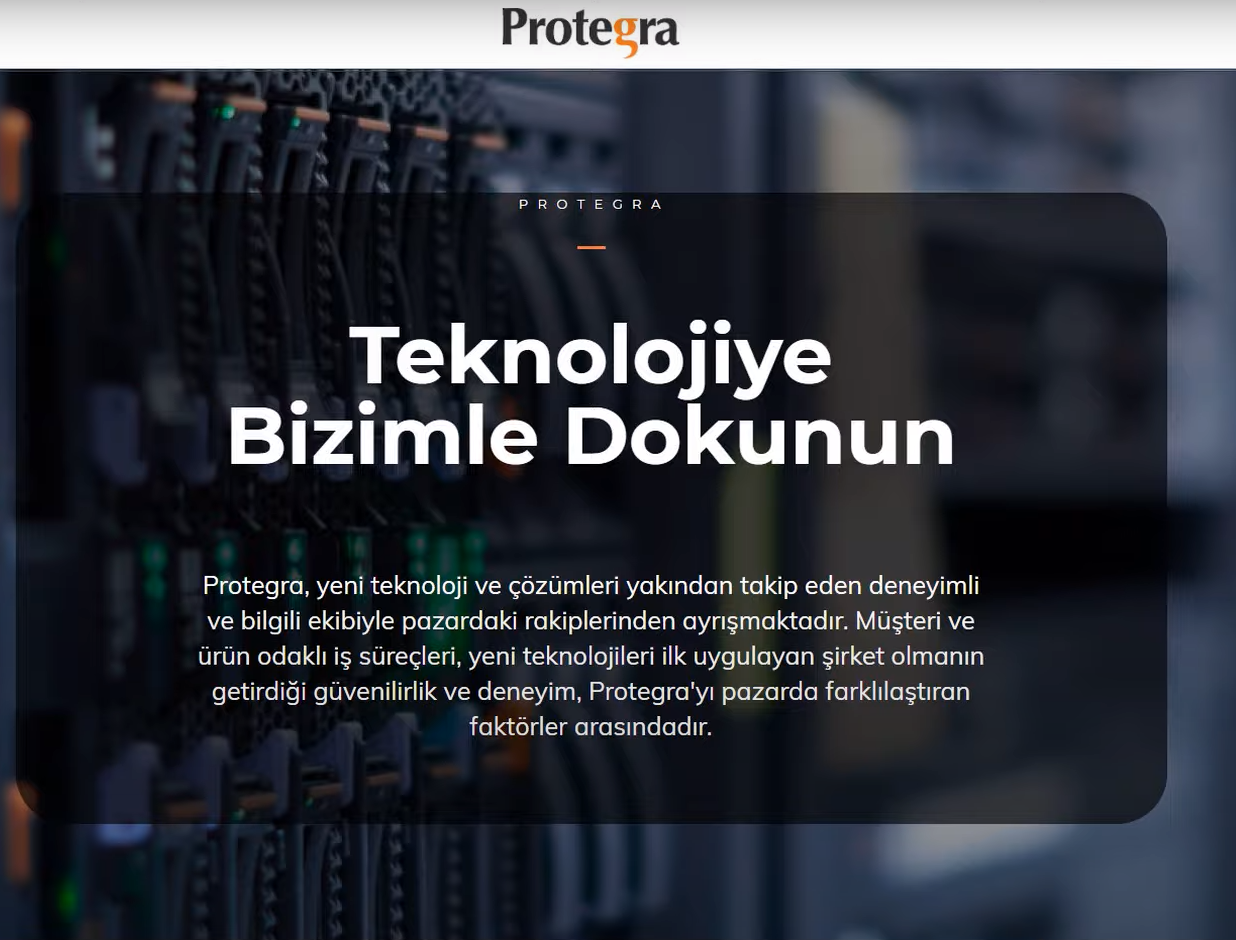 Protegra
PROTEGRA
Teknolojiye
Bizimle Dokunun
Protegra, yeni teknoloji ve çözümleri yakından takip eden deneyimli
ve bilgili ekibiyle pazardaki rakiplerinden ayrışmaktadır. Müşteri ve
ürün odaklı iş süreçleri, yeni teknolojileri ilk uygulayan şirket olmanın
getirdiği güvenilirlik ve deneyim, Protegra'yı pazarda farklılaştıran
faktörler arasındadır.